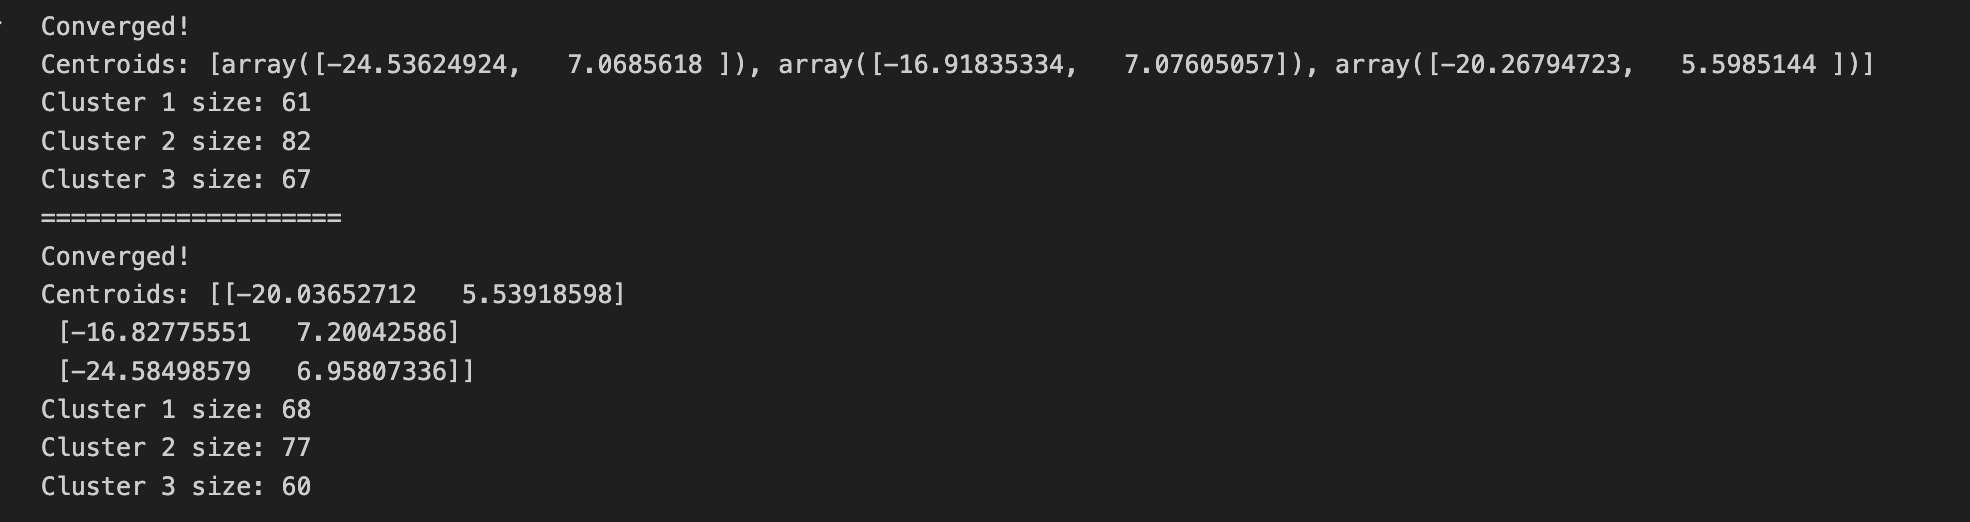 Converged!
Centroids: [array([-24.53624924,   7.0685618 ]), array([-16.91835334,   7.07605057]), array([-20.26794723,   5.5985144 ])]
Cluster 1 size: 61
Cluster 2 size: 82
Cluster 3 size: 67
====================
Converged!
Centroids: [[-20.03652712   5.53918598]
 [-16.82775551   7.20042586]
 [-24.58498579   6.95807336]]
Cluster 1 size: 68
Cluster 2 size: 77
Cluster 3 size: 60